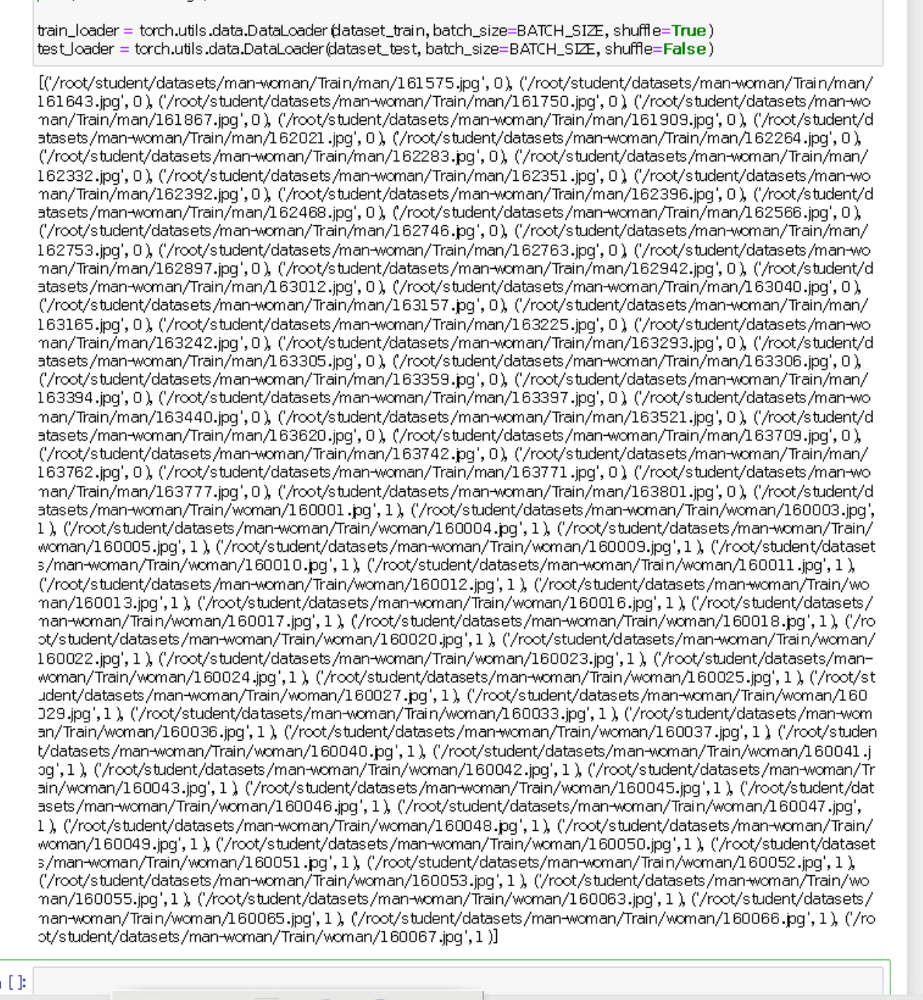 train_loader = torch.utils.data.DataLoader(dataset_train, batch_size=BATCH_SIZE, shuffle=True)
test_loader = torch.utils.data.DataLoader(dataset_test, batch_size=BATCH_SIZE, shuffle=False)
[('/root/student/datasets/man-woman/Train/man/161575.jpg', 0), ('/root/student/datasets/man-woman/Train/man/
161643.jpg', 0), ('/root/student/datasets/man-woman/Train/man/161750.jpg', 0), ('/root/student/datasets/man-wo
man/Train/man/161867.jpg', 0), ('/root/student/datasets/man-woman/Train/man/161909.jpg', 0), ('/root/student/d
atasets/man-woman/Train/man/162021.jpg', 0), ('/root/student/datasets/man-woman/Train/man/162264.jpg', 0),
('/root/student/datasets/man-woman/Train/man/162283.jpg', 0), ('/root/student/datasets/man-woman/Train/man/
162332.jpg', 0), ('/root/student/datasets/man-woman/Train/man/162351.jpg', 0), ('/root/student/datasets/man-wo
man/Train/man/162392.jpg', 0), ('/root/student/datasets/man-woman/Train/man/162396.jpg', 0), ('/root/student/d
atasets/man-woman/Train/man/162468.jpg', 0), ('/root/student/datasets/man-woman/Train/man/162566.jpg', 0),
('/root/student/datasets/man-woman/Train/man/162746.jpg', 0), ('/root/student/datasets/man-woman/Train/man/
162753.jpg', 0), ('/root/student/datasets/man-woman/Train/man/162763.jpg', 0), ('/root/student/datasets/man-wo
man/Train/man/162897.jpg', 0), ('/root/student/datasets/man-woman/Train/man/162942.jpg', 0), ('/root/student/d
atasets/man-woman/Train/man/163012.jpg', 0), ('/root/student/datasets/man-woman/Train/man/163040.jpg', 0),
('/root/student/datasets/man-woman/Train/man/163157.jpg', 0), ('/root/student/datasets/man-woman/Train/man/
163165.jpg', 0), ('/root/student/datasets/man-woman/Train/man/163225.jpg', 0), ('/root/student/datasets/man-wo
man/Train/man/163242.jpg', 0), ('/root/student/datasets/man-woman/Train/man/163293.jpg', 0), ('/root/student/d
atasets/man-woman/Train/man/163305.jpg', 0), ('/root/student/datasets/man-woman/Train/man/163306.jpg', 0),
('/root/student/datasets/man-woman/Train/man/163359.jpg', 0), ('/root/student/datasets/man-woman/Train/man/
163394.jpg', 0), ('/root/student/datasets/man-woman/Train/man/163397.jpg', 0), ('/root/student/datasets/man-wo
man/Train/man/163440.jpg', 0), ('/root/student/datasets/man-woman/Train/man/163521.jpg', 0), ('/root/student/d
atasets/man-woman/Train/man/163620.jpg', 0), ('/root/student/datasets/man-woman/Train/man/163709.jpg', 0),
('/root/student/datasets/man-woman/Train/man/163742.jpg', 0), ('/root/student/datasets/man-woman/Train/man/
163762.jpg', 0), ('/root/student/datasets/man-woman/Train/man/163771.jpg', 0), ('/root/student/datasets/man-wo
man/Train/man/163777.jpg', 0), ('/root/student/datasets/man-woman/Train/man/163801.jpg', 0), ('/root/student/d
atasets/man-woman/Train/woman/160001.jpg', 1), ('/root/student/datasets/man-woman/Train/woman/160003.jpg',
1), ('/root/student/datasets/man-woman/Train/woman/160004.jpg', 1), ('/root/student/datasets/man-woman/Train/
woman/160005.jpg', 1), ('/root/student/datasets/man-woman/Train/woman/160009.jpg', 1), ('/root/student/dataset
s/man-woman/Train/woman/160010.jpg', 1), ('/root/student/datasets/man-woman/Train/woman/160011.jpg', 1),
('/root/student/datasets/man-woman/Train/woman/160012.jpg', 1), ('/root/student/datasets/man-woman/Train/wo
man/160013.jpg', 1), ('/root/student/datasets/man-woman/Train/woman/160016.jpg', 1), ('/root/student/datasets/
man-woman/Train/woman/160017.jpg', 1), ('/root/student/datasets/man-woman/Train/woman/160018.jpg', 1), ('/ro
ot/student/datasets/man-woman/Train/woman/160020.jpg', 1), ('/root/student/datasets/man-woman/Train/woman/
160022.jpg', 1), ('/root/student/datasets/man-woman/Train/woman/160023.jpg', 1), ('/root/student/datasets/man-
woman/Train/woman/160024.jpg', 1), ('/root/student/datasets/man-woman/Train/woman/160025.jpg', 1), ('/root/st
udent/datasets/man-woman/Train/woman/160027.jpg', 1), ('/root/student/datasets/man-woman/Train/woman/160
029.jpg', 1), ('/root/student/datasets/man-woman/Train/woman/160033.jpg', 1), ('/root/student/datasets/man-wom
an/Train/woman/160036.jpg', 1), ('/root/student/datasets/man-woman/Train/woman/160037.jpg', 1), ('/root/studen
t/datasets/man-woman/Train/woman/160040.jpg', 1), ('/root/student/datasets/man-woman/Train/woman/160041.j
pg', 1), ('/root/student/datasets/man-woman/Train/woman/160042.jpg', 1), ('/root/student/datasets/man-woman/Tr
ain/woman/160043.jpg', 1), ('/root/student/datasets/man-woman/Train/woman/160045.jpg', 1), ('/root/student/dat
asets/man-woman/Train/woman/160046.jpg', 1), ('/root/student/datasets/man-woman/Train/woman/160047.jpg',
1), ('/root/student/datasets/man-woman/Train/woman/160048.jpg', 1), ('/root/student/datasets/man-woman/Train/
woman/160049.jpg', 1), ('/root/student/datasets/man-woman/Train/woman/160050.jpg', 1), ('/root/student/dataset
s/man-woman/Train/woman/160051.jpg', 1), ('/root/student/datasets/man-woman/Train/woman/160052.jpg', 1),
('/root/student/datasets/man-woman/Train/woman/160053.jpg', 1), ('/root/student/datasets/man-woman/Train/wo
man/160055.jpg', 1), ('/root/student/datasets/man-woman/Train/woman/160063.jpg', 1), ('/root/student/datasets/
man-woman/Train/woman/160065.jpg', 1), ('/root/student/datasets/man-woman/Train/woman/160066.jpg', 1), ('/ro
ot/student/datasets/man-woman/Train/woman/160067.jpg', 1)]
[]: